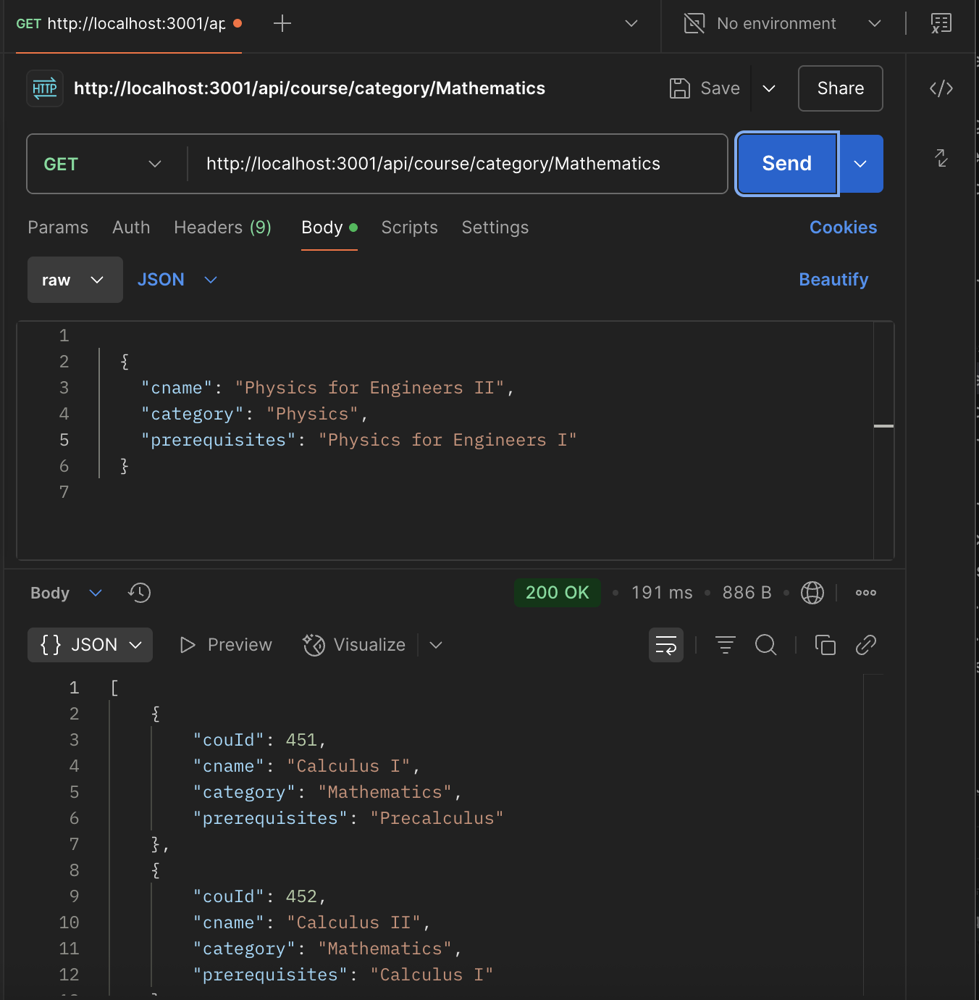 GET http://localhost:3001/ap
No environment
HTTP http://localhost:3001/api/course/category/Mathematics
Save
Share
GET
http://localhost:3001/api/course/category/Mathematics
Send
Params Auth Headers (9) Body Scripts Settings Cookies
raw JSON Beautify
1
2 {
3 "cname": "Physics for Engineers II",
4 "category": "Physics",
5 "prerequisites": "Physics for Engineers I"
6 }
7
Body 200 OK • 191 ms • 886 B •
{} JSON Preview Visualize
1 [
2 {
3 "couId": 451,
4 "cname": "Calculus I",
5 "category": "Mathematics",
6 "prerequisites": "Precalculus"
7 },
8 {
9 "couId": 452,
10 "cname": "Calculus II",
11 "category": "Mathematics",
12 "prerequisites": "Calculus I"